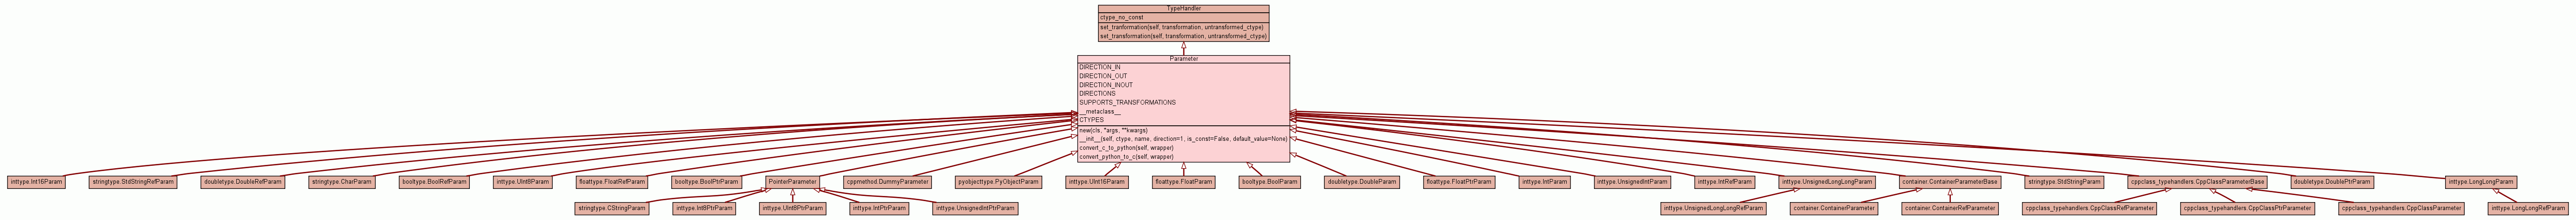 TypeHandler
ctype_no_const
set_tranformation(self, transformation, untransformed_ctype)
set_transformation(self, transformation, untransformed_ctype)
Parameter
DIRECTION_IN
DIRECTION_OUT
DIRECTION_INOUT
DIRECTIONS
SUPPORTS_TRANSFORMATIONS
__metaclass__
CTYPES
new(cls, *args, **kwargs)
__init__(self, ctype, name, direction=1, is_const=False, default_value=None)
convert_c_to_python(self, wrapper)
convert_python_to_c(self, wrapper)
inttype.Int16Param
stringtype.StdStringRefParam
doubletype.DoubleRefParam
stringtype.CharParam
booltype.BoolRefParam
inttype.UInt8Param
floattype.FloatRefParam
booltype.BoolPtrParam
PointerParameter
cppmethod.DummyParameter
pyobjecttype.PyObjectParam
inttype.UInt16Param
floattype.FloatParam
booltype.BoolParam
doubletype.DoubleParam
floattype.FloatPtrParam
inttype.IntParam
inttype.UnsignedIntParam
inttype.IntRefParam
inttype.UnsignedLongLongParam
container.ContainerParameterBase
stringtype.StdStringParam
cppclass_typehandlers.CppClassParameterBase
doubletype.DoublePtrParam
inttype.LongLongParam
stringtype.CStringParam
inttype.Int8PtrParam
inttype.UInt8PtrParam
inttype.IntPtrParam
inttype.UnsignedIntPtrParam
inttype.UnsignedLongLongRefParam
container.ContainerParameter
container.ContainerRefParameter
cppclass_typehandlers.CppClassRefParameter
cppclass_typehandlers.CppClassPtrParameter
cppclass_typehandlers.CppClassParameter
inttype.LongLongRefParam